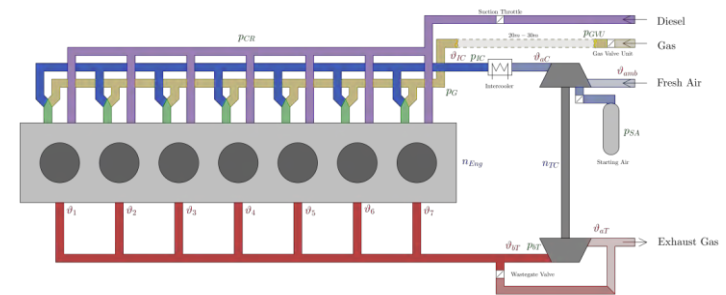 Suction Throttle
Diesel
p_CR
20m – 30m
p_GVU
Gas
Gas Valve Unit
ϑ_IC p_IC
ϑ_aC
ϑ_amb
Fresh Air
p_G
Intercooler
p_SA
Starting Air
n_Eng
n_TC
ϑ_1
ϑ_2
ϑ_3
ϑ_4
ϑ_5
ϑ_6
ϑ_7
ϑ_bT p_bT
ϑ_aT
Exhaust Gas
Wastegate Valve